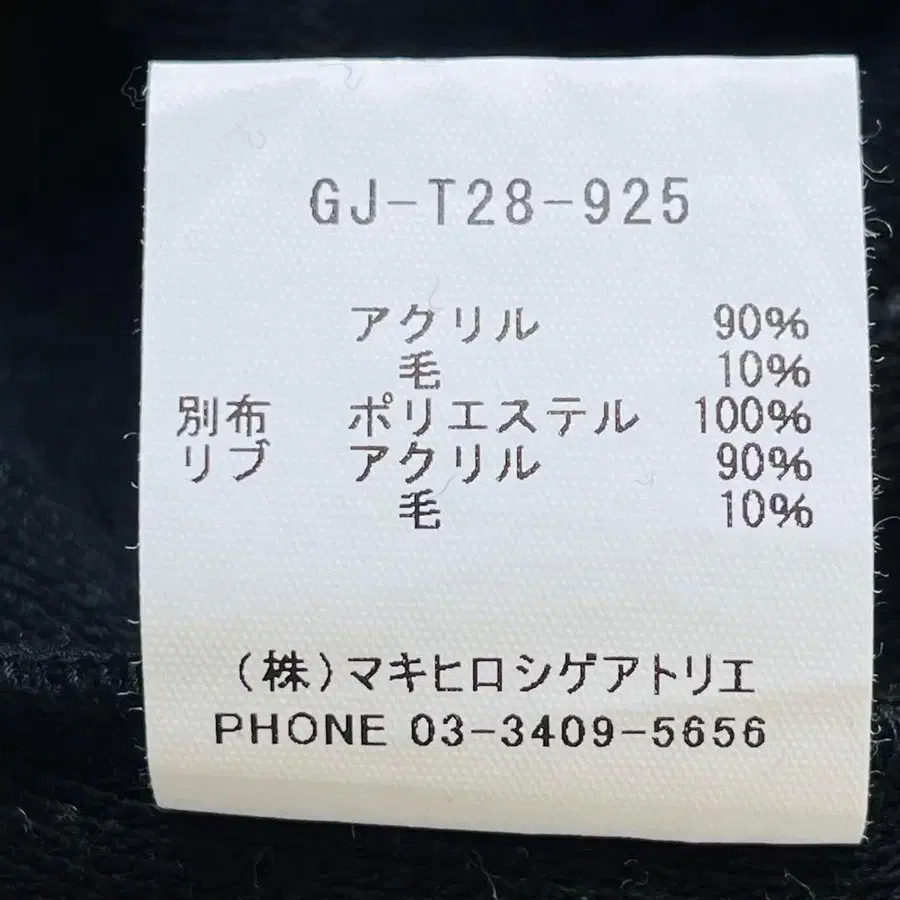 GJ-T28-925
アクリル 90%
毛 10%
別布 ポリエステル 100%
リブ アクリル 90%
毛 10%
(株)マキヒロシゲアトリエ
PHONE 03-3409-5656